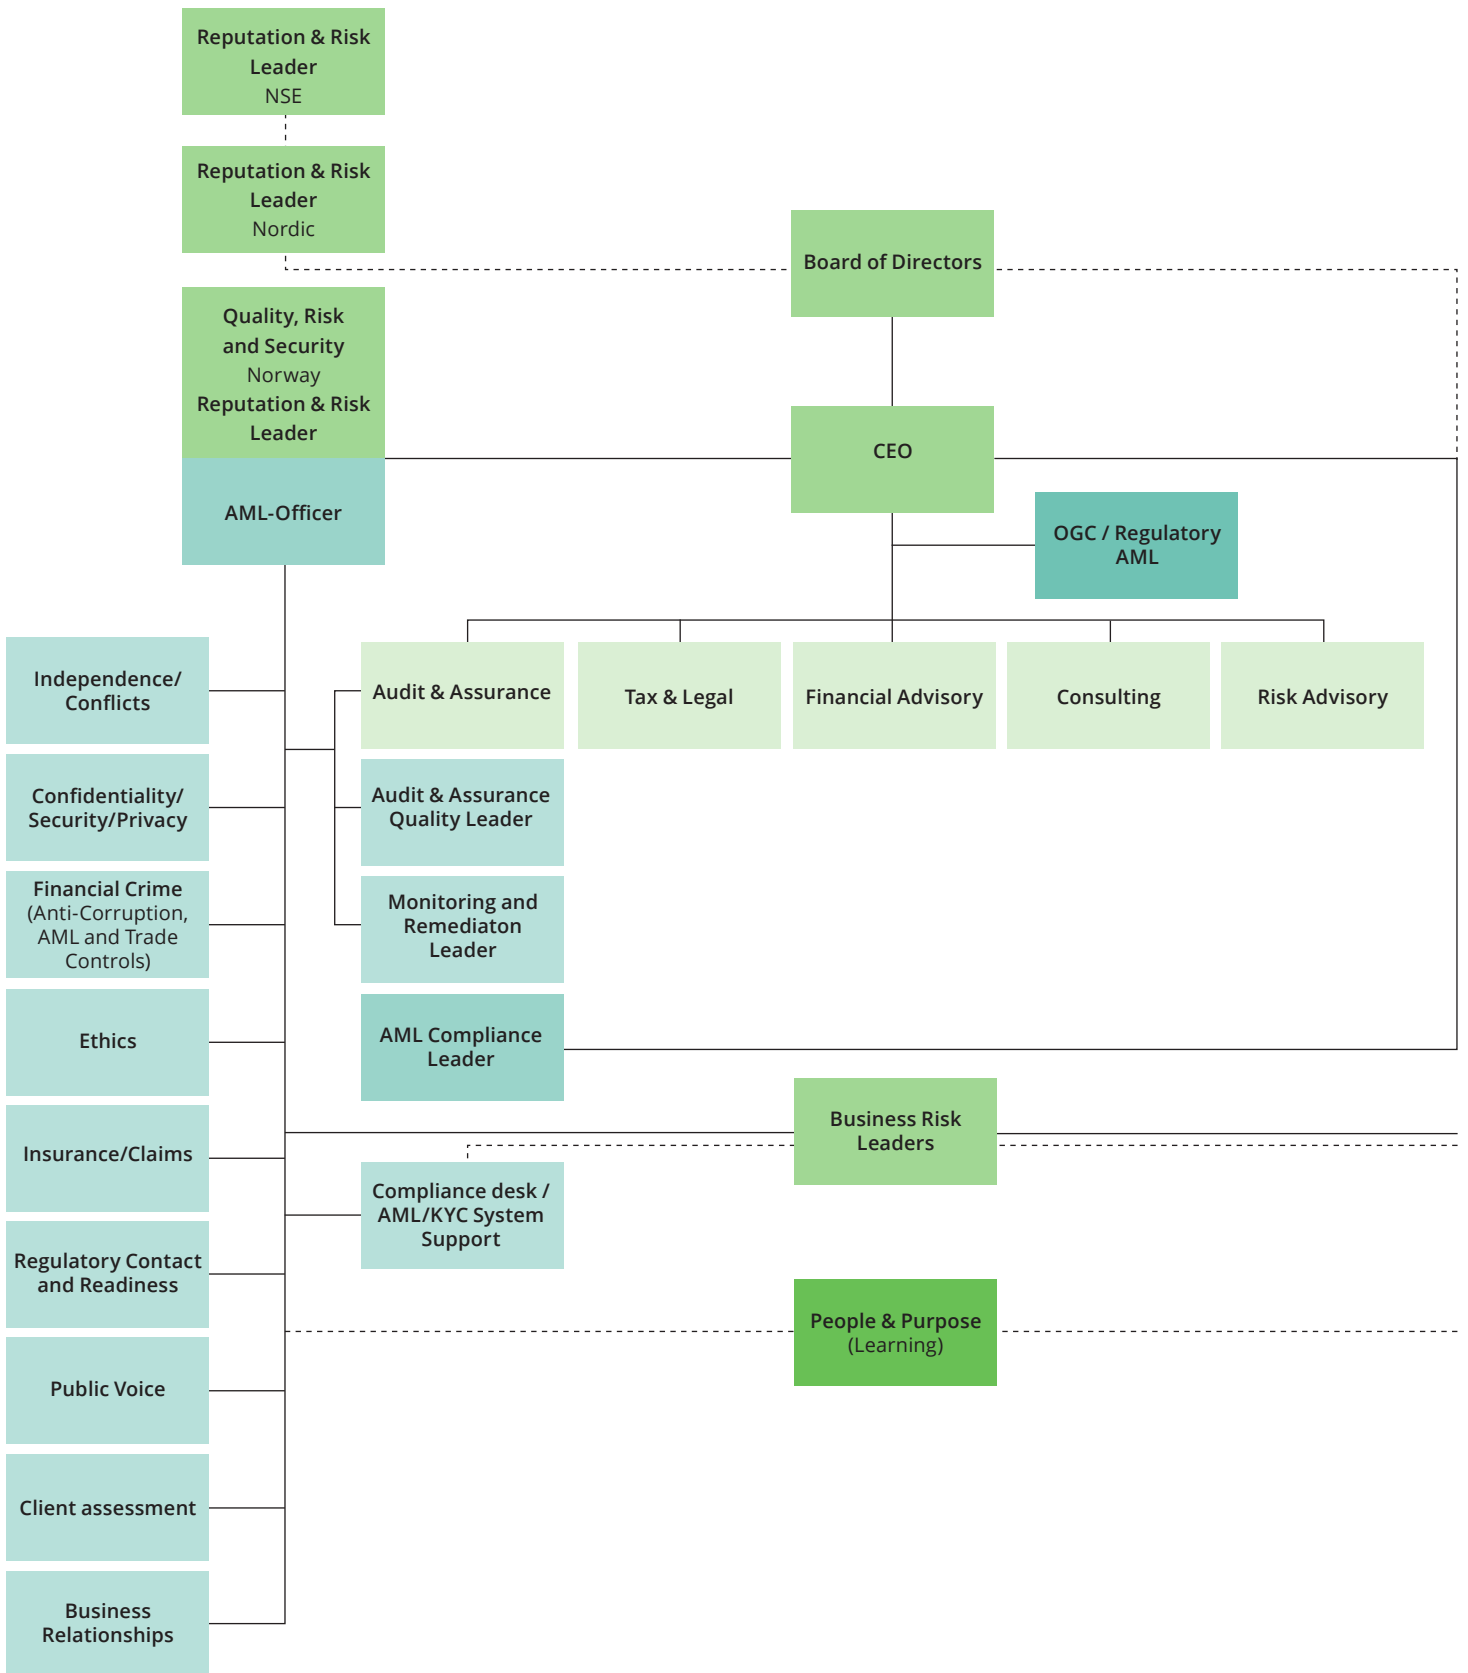 Reputation & Risk
Leader
NSE
Reputation & Risk
Leader
Nordic
Board of Directors
Quality, Risk
and Security
Norway
Reputation & Risk
Leader
CEO
AML-Officer
OGC / Regulatory
AML
Independence/
Conflicts
Audit & Assurance
Tax & Legal
Financial Advisory
Consulting
Risk Advisory
Confidentiality/
Security/Privacy
Audit & Assurance
Quality Leader
Financial Crime
(Anti-Corruption,
AML and Trade
Controls)
Monitoring and
Remediaton
Leader
Ethics
AML Compliance
Leader
Insurance/Claims
Business Risk
Leaders
Compliance desk /
AML/KYC System
Support
Regulatory Contact
and Readiness
People & Purpose
(Learning)
Public Voice
Client assessment
Business
Relationships